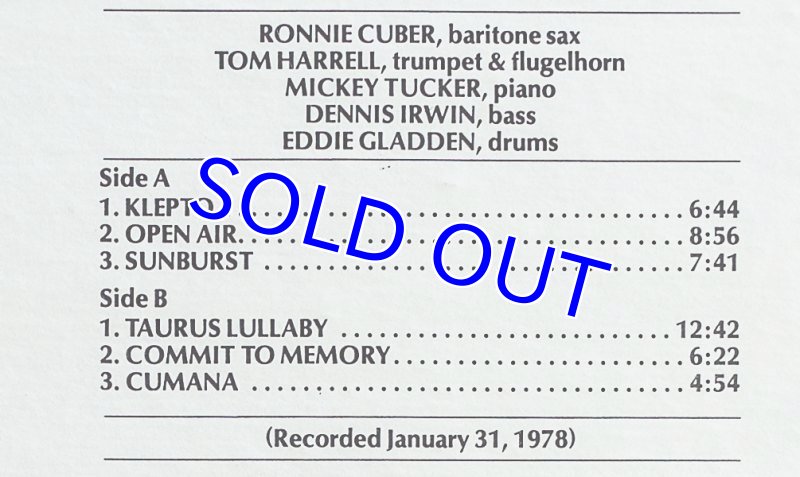 RONNIE CUBER, baritone sax
TOM HARRELL, trumpet & flugelhorn
MICKEY TUCKER, piano
DENNIS IRWIN, bass
EDDIE GLADDEN, drums
Side A
1. KLEPTO . . . . . . . . . . . . . . . . . . . . . . . . . . . . . . 6:44
2. OPEN AIR. . . . . . . . . . . . . . . . . . . . . . . . . . . . . 8:56
3. SUNBURST . . . . . . . . . . . . . . . . . . . . . . . . . . . . 7:41
SOLD OUT
Side B
1. TAURUS LULLABY . . . . . . . . . . . . . . . . . . . . . . 12:42
2. COMMIT TO MEMORY. . . . . . . . . . . . . . . . . . . 6:22
3. CUMANA . . . . . . . . . . . . . . . . . . . . . . . . . . . . . 4:54
(Recorded January 31, 1978)